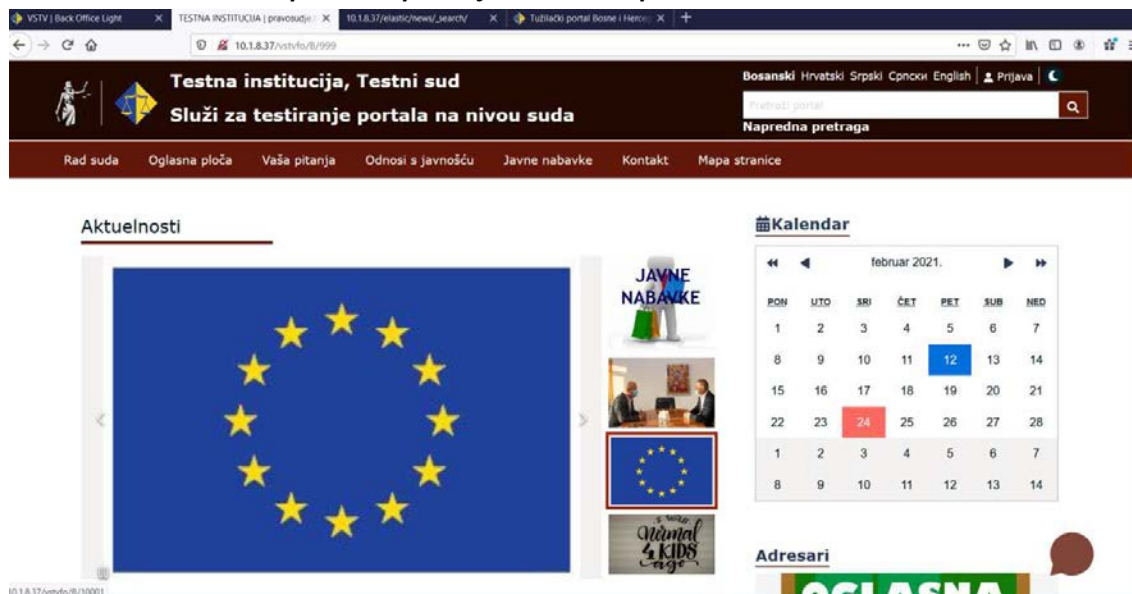 VSTV | Back Office Light
TESTNA INSTITUCIJA | pravosudje.
10.1.8.37/elastic/news/_search/
Tužilački portal Bosne i Herceg
10.1.8.37/vstvfo/B/999
Testna institucija, Testni sud
Služi za testiranje portala na nivou suda
Bosanski Hrvatski Srpski Српски English Prijava
Pretraži portal
Napredna pretraga
Rad suda Oglasna ploča Vaša pitanja Odnosi s javnošću Javne nabavke Kontakt Mapa stranice
Aktuelnosti
JAVNE
NABAVKE
i was
normal
4 KIDS
ago
Kalendar
februar 2021.
PON UTO SRI ČET PET SUB NED
1 2 3 4 5 6 7
8 9 10 11 12 13 14
15 16 17 18 19 20 21
22 23 24 25 26 27 28
1 2 3 4 5 6 7
8 9 10 11 12 13 14
Adresari
OGLASNA
10.1.8.37/vstvfo/B/10001